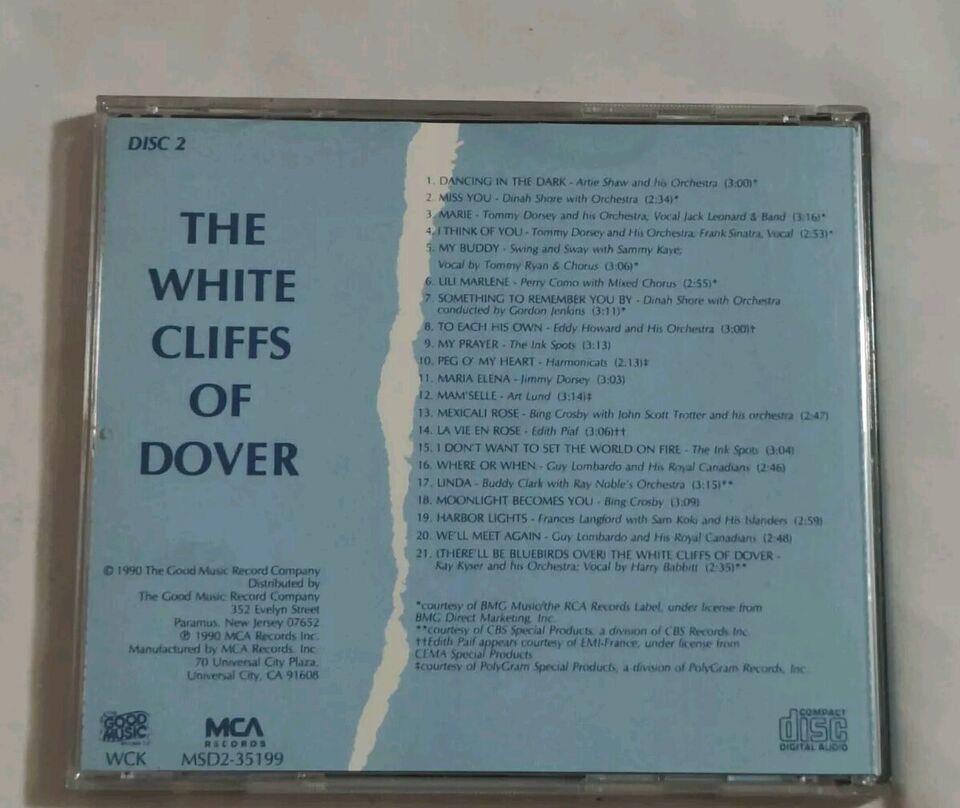 DISC 2
THE
WHITE
CLIFFS
OF
DOVER
1. DANCING IN THE DARK - Artie Shaw and his Orchestra (3:00)*
2. MISS YOU - Dinah Shore with Orchestra (2:34)*
3. MARIE - Tommy Dorsey and his Orchestra; Vocal Jack Leonard & Band (3:16)*
4. I THINK OF YOU - Tommy Dorsey and His Orchestra; Frank Sinatra, Vocal (2:53)*
5. MY BUDDY - Swing and Sway with Sammy Kaye;
Vocal by Tommy Ryan & Chorus (3:06)*
6. LILI MARLENE - Perry Como with Mixed Chorus (2:55)*
7. SOMETHING TO REMEMBER YOU BY - Dinah Shore with Orchestra
conducted by Gordon Jenkins (3:11)*
8. TO EACH HIS OWN - Eddy Howard and His Orchestra (3:00)†
9. MY PRAYER - The Ink Spots (3:13)
10. PEG O' MY HEART - Harmonicats (2:13)‡
11. MARIA ELENA - Jimmy Dorsey (3:03)
12. MAM'SELLE - Art Lund (3:14)‡
13. MEXICALI ROSE - Bing Crosby with John Scott Trotter and his orchestra (2:47)
14. LA VIE EN ROSE - Edith Piaf (3:06)††
15. I DON'T WANT TO SET THE WORLD ON FIRE - The Ink Spots (3:04)
16. WHERE OR WHEN - Guy Lombardo and His Royal Canadians (2:46)
17. LINDA - Buddy Clark with Ray Noble's Orchestra (3:15)**
18. MOONLIGHT BECOMES YOU - Bing Crosby (3:09)
19. HARBOR LIGHTS - Frances Langford with Sam Koki and His Islanders (2:59)
20. WE'LL MEET AGAIN - Guy Lombardo and His Royal Canadians (2:48)
21. (THERE'LL BE BLUEBIRDS OVER) THE WHITE CLIFFS OF DOVER -
Kay Kyser and his Orchestra; Vocal by Harry Babbitt (2:35)**
© 1990 The Good Music Record Company
Distributed by
The Good Music Record Company
352 Evelyn Street
Paramus, New Jersey 07652
℗ 1990 MCA Records Inc.
Manufactured by MCA Records, Inc.
70 Universal City Plaza,
Universal City, CA 91608
*courtesy of BMG Music/the RCA Records Label, under license from
BMG Direct Marketing, Inc.
**courtesy of CBS Special Products, a division of CBS Records Inc.
††Edith Paif appears courtesy of EMI-France, under license from
CEMA Special Products
‡courtesy of PolyGram Special Products, a division of PolyGram Records, Inc.
GOOD
MUSIC
WCK
MCA
RECORDS
MSD2-35199
COMPACT
disc
DIGITAL AUDIO